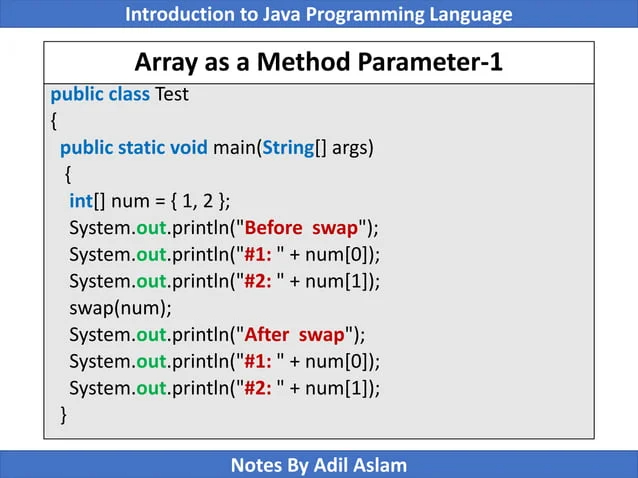 Introduction to Java Programming Language
Array as a Method Parameter-1
public class Test
{
public static void main(String[] args)
{
int[] num = { 1, 2 };
System.out.println("Before  swap");
System.out.println("#1: " + num[0]);
System.out.println("#2: " + num[1]);
swap(num);
System.out.println("After  swap");
System.out.println("#1: " + num[0]);
System.out.println("#2: " + num[1]);
}
Notes By Adil Aslam